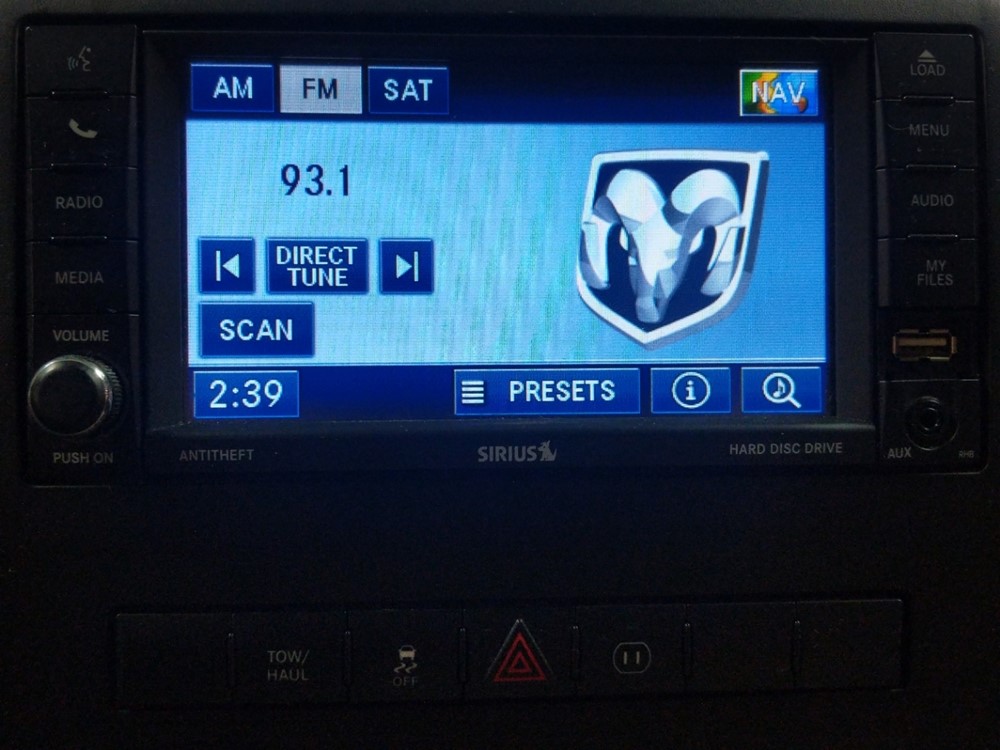 AM
FM
SAT
NAV
93.1
DIRECT
TUNE
SCAN
2:39
PRESETS
i
RADIO
MEDIA
VOLUME
PUSH ON
LOAD
MENU
AUDIO
MY
FILES
AUX
RHB
ANTITHEFT
SIRIUS
HARD DISC DRIVE
TOW/
HAUL
OFF